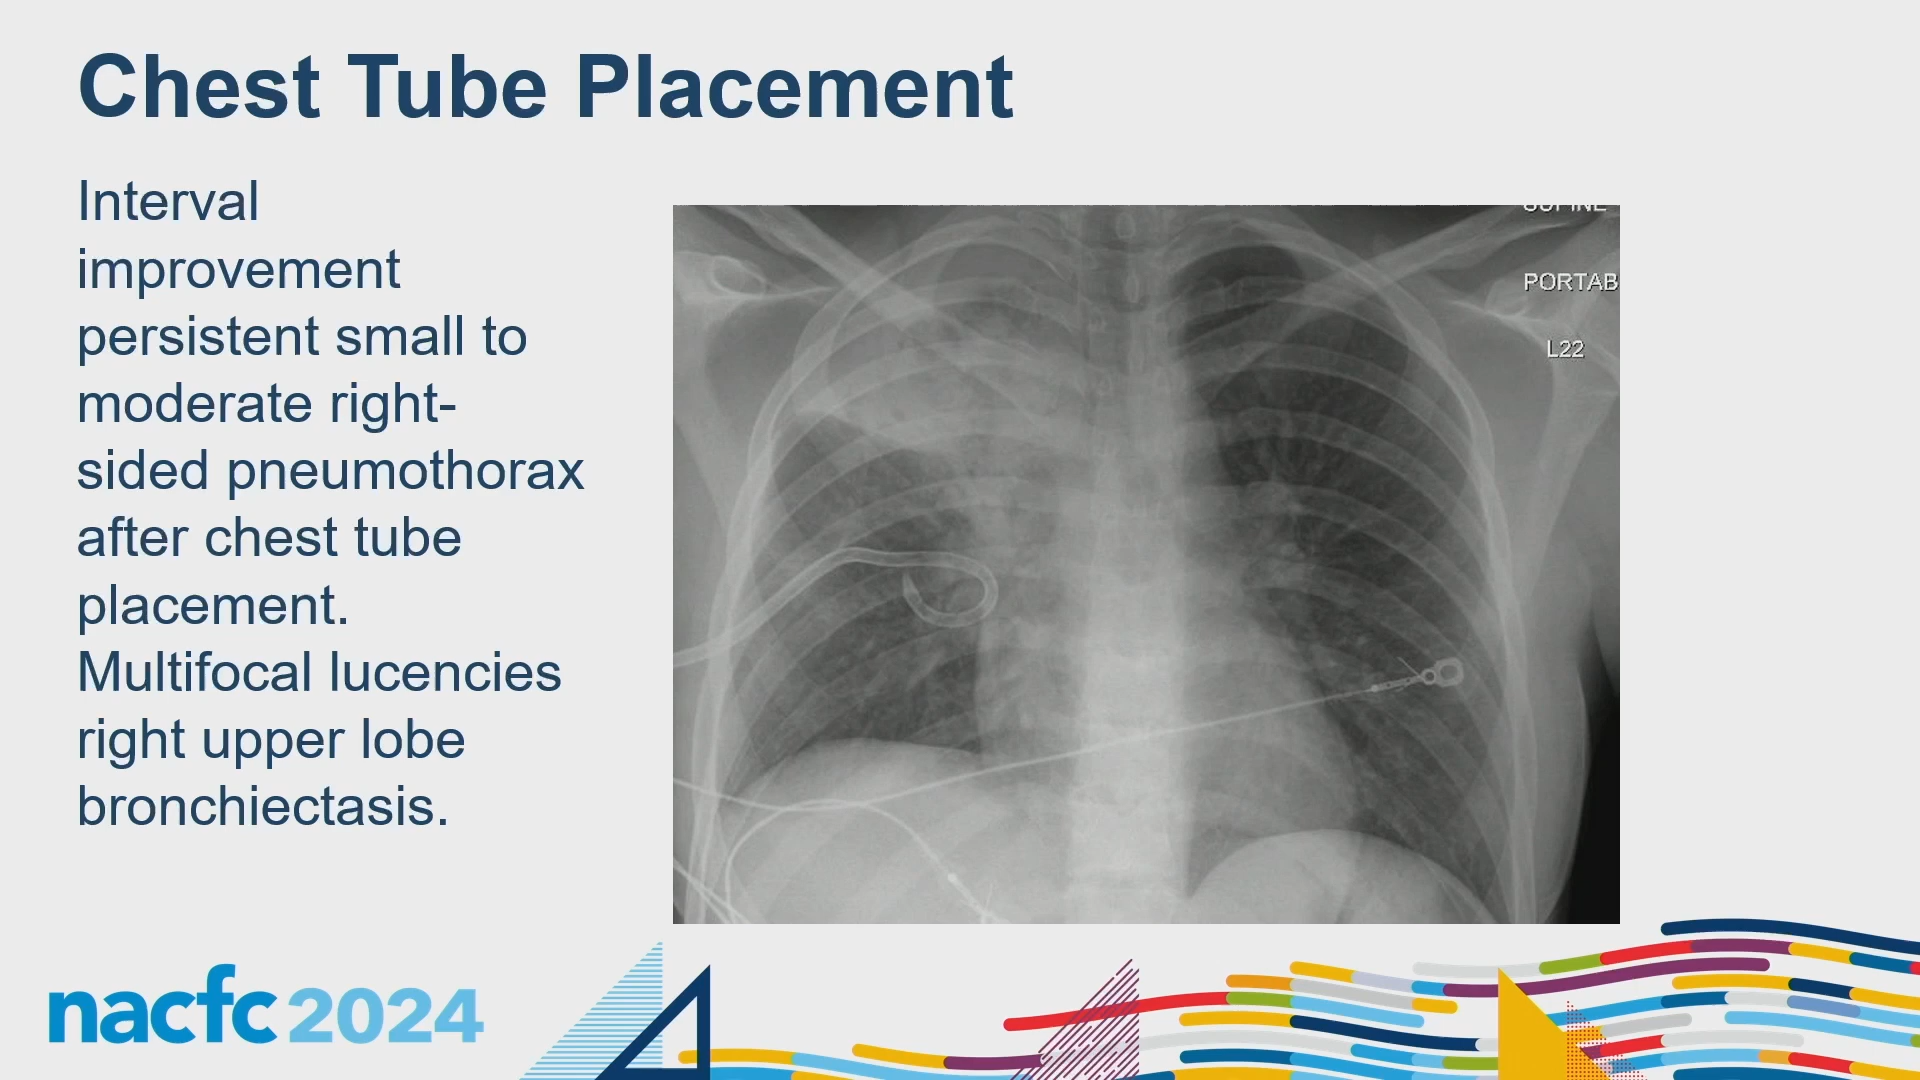 Chest Tube Placement
Interval
improvement
persistent small to
moderate right-
sided pneumothorax
after chest tube
placement.
Multifocal lucencies
right upper lobe
bronchiectasis.
PORTAB
L22
nacfc 2024